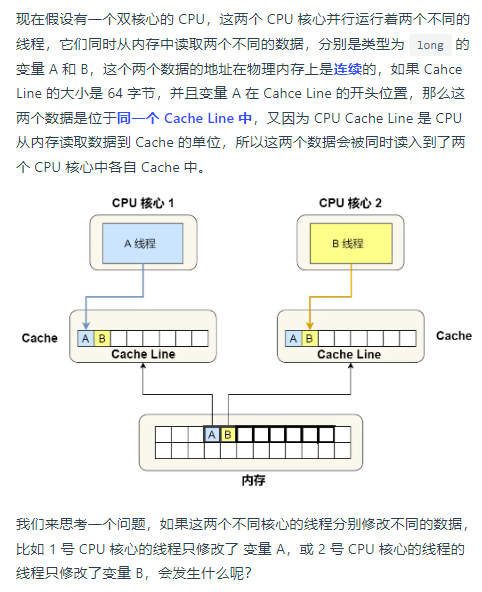 现在假设有一个双核心的 CPU，这两个 CPU 核心并行运行着两个不同的
线程，它们同时从内存中读取两个不同的数据，分别是类型为 long 的
变量 A 和 B，这个两个数据的地址在物理内存上是连续的，如果 Cahce
Line 的大小是 64 字节，并且变量 A 在 Cahce Line 的开头位置，那么这
两个数据是位于同一个 Cache Line 中，又因为 CPU Cache Line 是 CPU
从内存读取数据到 Cache 的单位，所以这两个数据会被同时读入到了两
个 CPU 核心中各自 Cache 中。
CPU 核心 1
CPU 核心 2
A 线程
B 线程
Cache
A B
Cache Line
A B
Cache Line
Cache
A B
内存
我们来思考一个问题，如果这两个不同核心的线程分别修改不同的数据，
比如 1 号 CPU 核心的线程只修改了 变量 A，或 2 号 CPU 核心的线程的
线程只修改了变量 B，会发生什么呢？